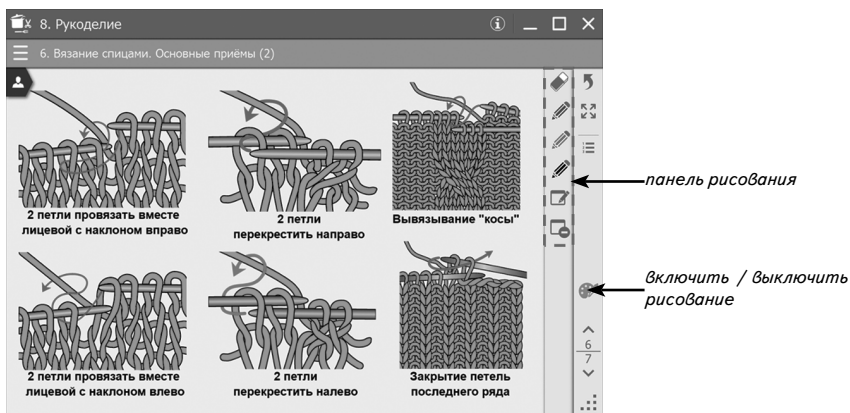 8. Рукоделие
6. Вязание спицами. Основные приёмы (2)
2 петли провязать вместе
лицевой с наклоном вправо
2 петли
перекрестить направо
Вывязывание "косы"
панель рисования
2 петли провязать вместе
лицевой с наклоном влево
2 петли
перекрестить налево
Закрытие петель
последнего ряда
включить / выключить
рисование
6
7